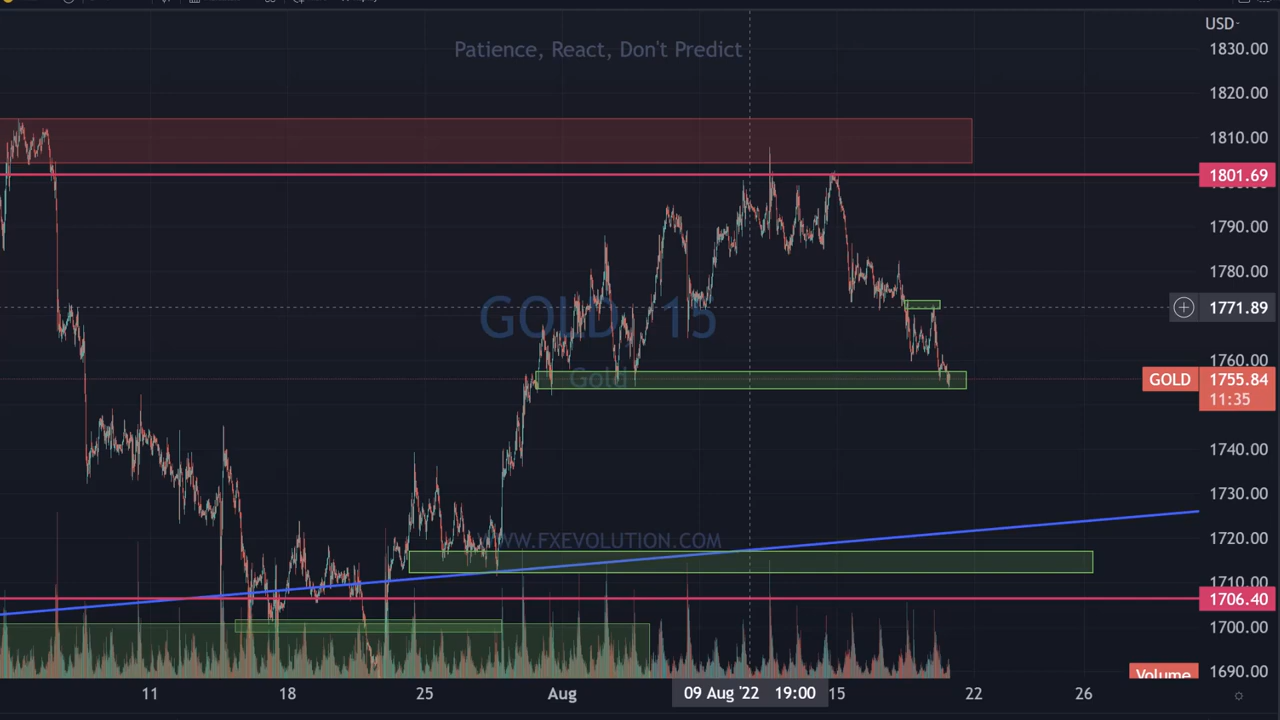 USD
Patience, React, Don't Predict
1830.00
1820.00
1810.00
1801.69
1790.00
1780.00
GOLD, 15
1771.89
1760.00
Gold
GOLD 1755.84
11:35
1740.00
1730.00
WWW.FXEVOLUTION.COM
1720.00
1710.00
1706.40
1700.00
1690.00
Volume
11 18 25 Aug 09 Aug '22 19:00 15 22 26